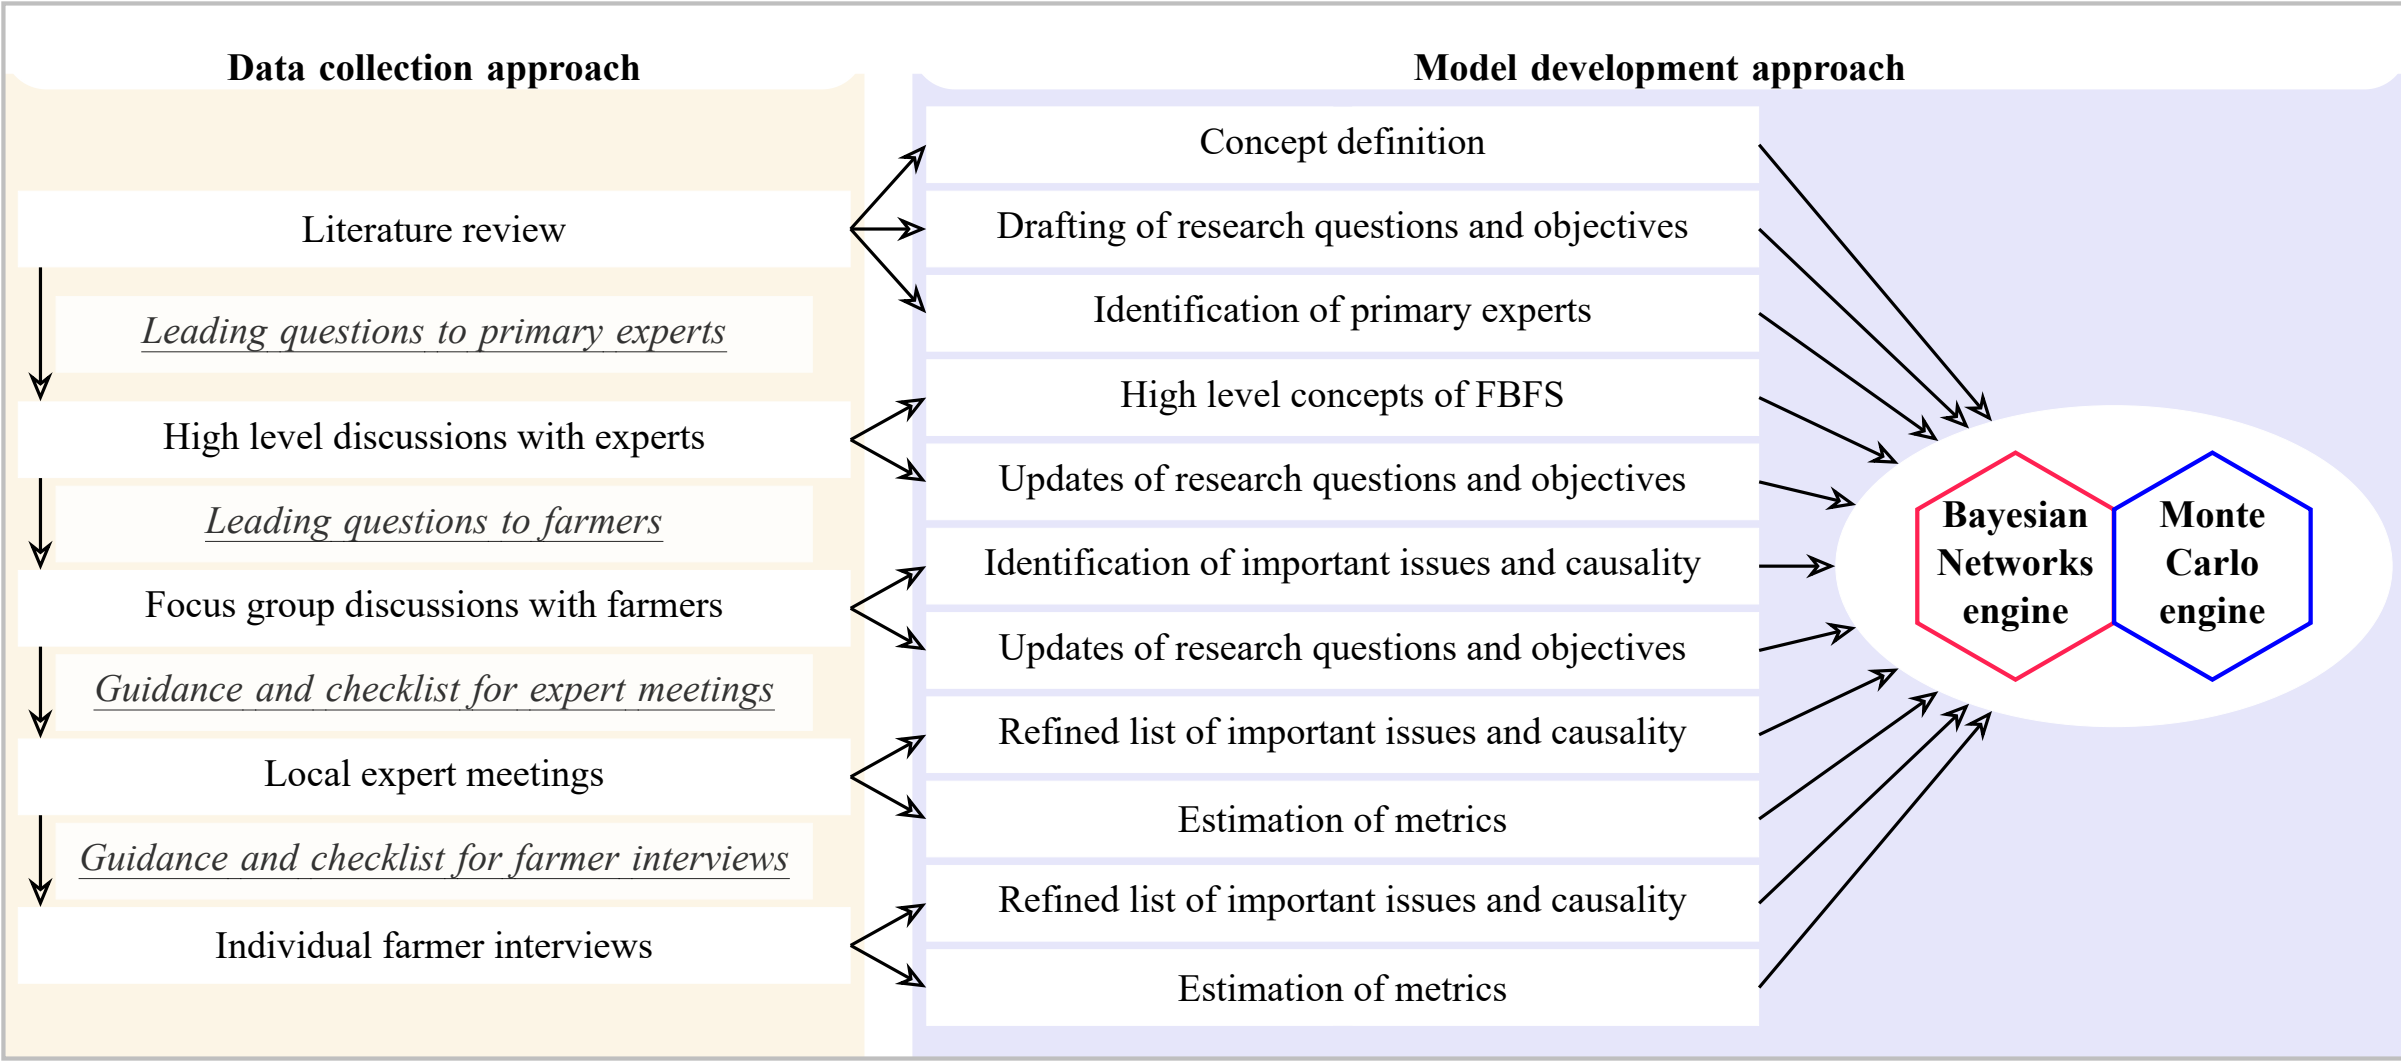 Data collection approach
Model development approach
Literature review
Leading questions to primary experts
High level discussions with experts
Leading questions to farmers
Focus group discussions with farmers
Guidance and checklist for expert meetings
Local expert meetings
Guidance and checklist for farmer interviews
Individual farmer interviews
Concept definition
Drafting of research questions and objectives
Identification of primary experts
High level concepts of FBFS
Updates of research questions and objectives
Identification of important issues and causality
Updates of research questions and objectives
Refined list of important issues and causality
Estimation of metrics
Refined list of important issues and causality
Estimation of metrics
Bayesian
Networks
engine
Monte
Carlo
engine